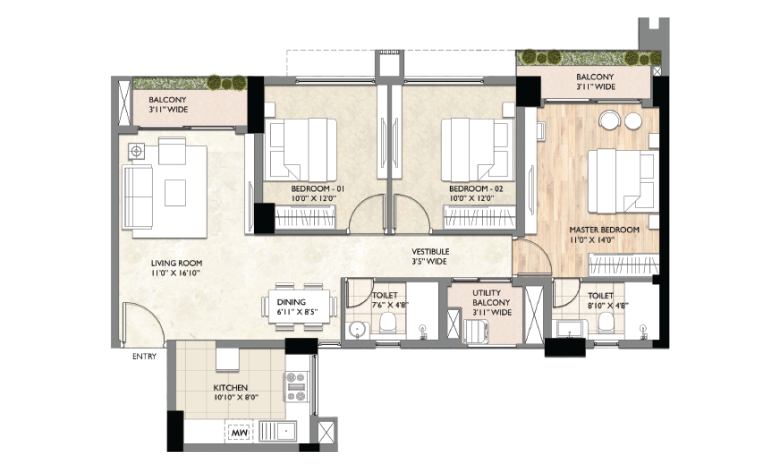 BALCONY
3'11" WIDE
BALCONY
3'11" WIDE
BEDROOM - 01
10'0" X 12'0"
BEDROOM - 02
10'0" X 12'0"
MASTER BEDROOM
11'0" X 14'0"
VESTIBULE
3'5" WIDE
LIVING ROOM
11'0" X 16'10"
DINING
6'11" X 8'5"
TOILET
7'6" X 4'8"
UTILITY
BALCONY
3'11" WIDE
TOILET
8'10" X 4'8"
ENTRY
KITCHEN
10'10" X 8'0"
MW